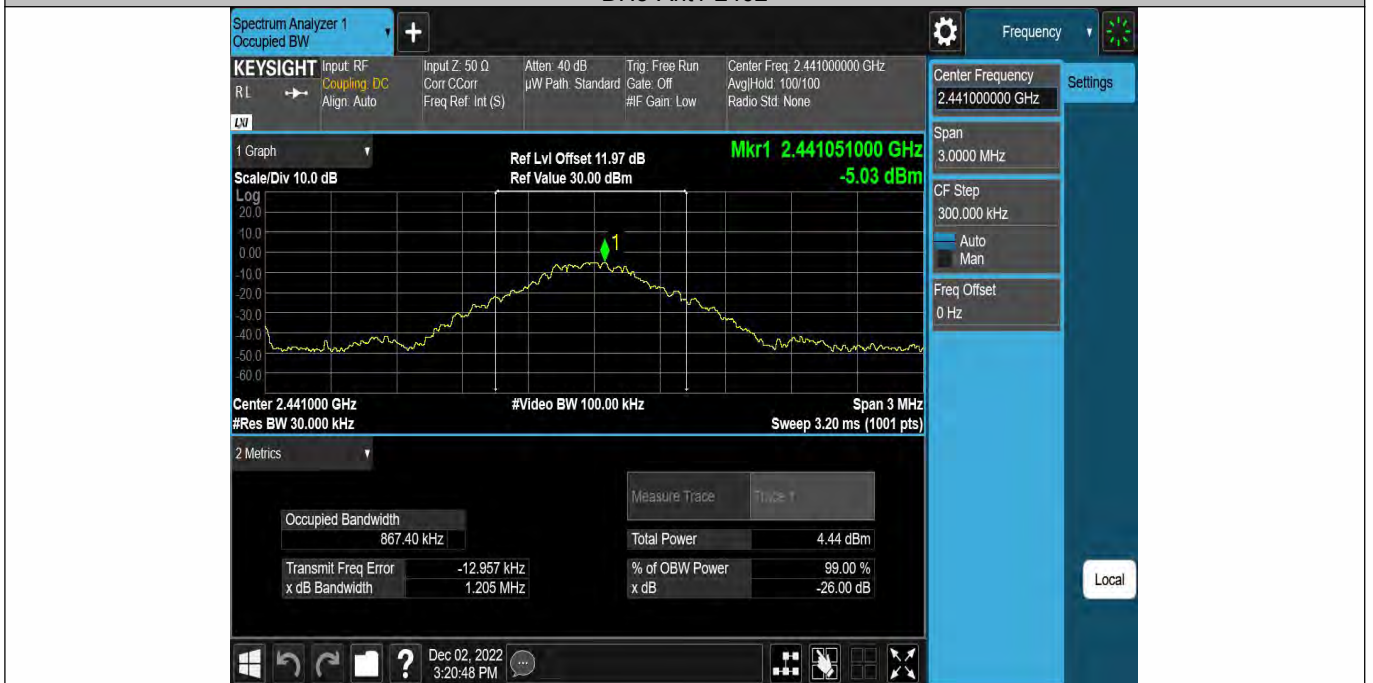 Spectrum Analyzer 1
Occupied BW
+
Frequency
KEYSIGHT
RL
LXI
Input: RF
Coupling: DC
Align: Auto
Input Z: 50 Ω
Corr CCorr
Freq Ref: Int (S)
Atten: 40 dB
µW Path: Standard
Trig: Free Run
Gate: Off
#IF Gain: Low
Center Freq: 2.441000000 GHz
Avg|Hold: 100/100
Radio Std: None
Center Frequency
2.441000000 GHz
Settings
Span
3.0000 MHz
CF Step
300.000 kHz
Auto
Man
Freq Offset
0 Hz
Local
1 Graph
Scale/Div 10.0 dB
Ref Lvl Offset 11.97 dB
Ref Value 30.00 dBm
Mkr1 2.441051000 GHz
-5.03 dBm
Log
20.0
10.0
0.00
-10.0
-20.0
-30.0
-40.0
-50.0
-60.0
1
Center 2.441000 GHz
#Video BW 100.00 kHz
Span 3 MHz
#Res BW 30.000 kHz
Sweep 3.20 ms (1001 pts)
2 Metrics
Measure Trace
Trace 1
Occupied Bandwidth
867.40 kHz
Total Power
4.44 dBm
Transmit Freq Error
-12.957 kHz
% of OBW Power
99.00 %
x dB Bandwidth
1.205 MHz
x dB
-26.00 dB
?
Dec 02, 2022
3:20:48 PM